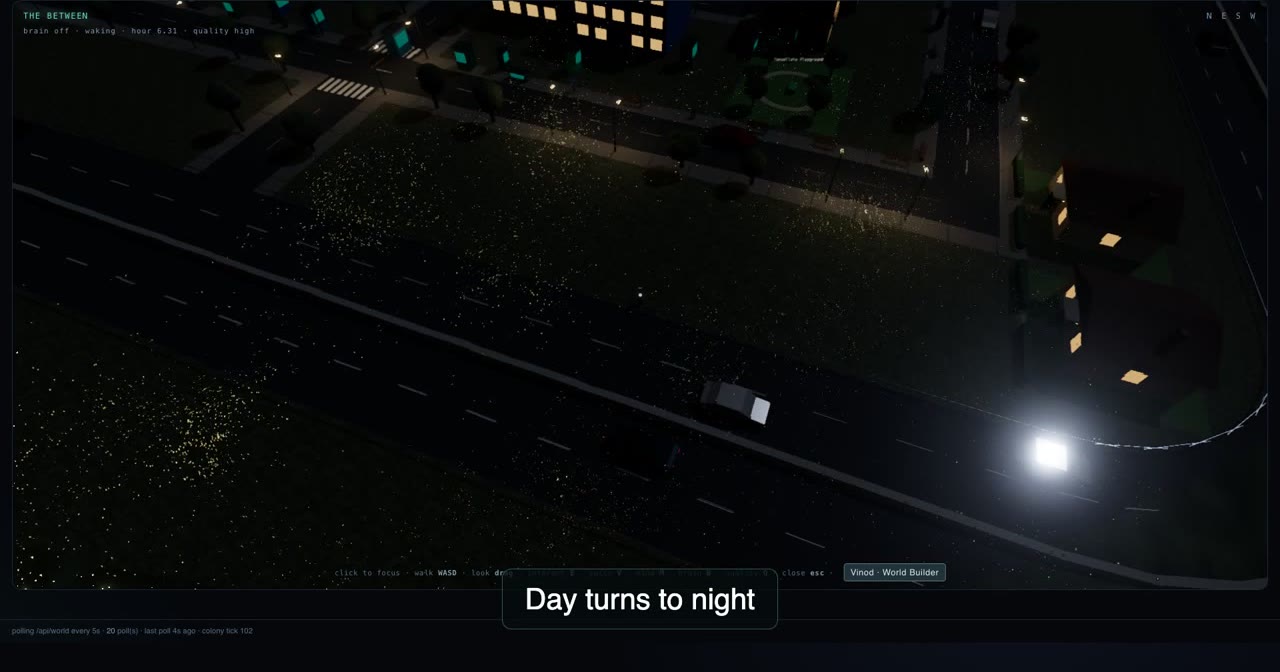 THE BETWEEN
brain off · waking · hour 6.31 · quality high
N E S W
click to focus · walk WASD · look
close esc
Vinod · World Builder
Day turns to night
polling /api/world every 5s · 20 poll(s) · last poll 4s ago · colony tick 102